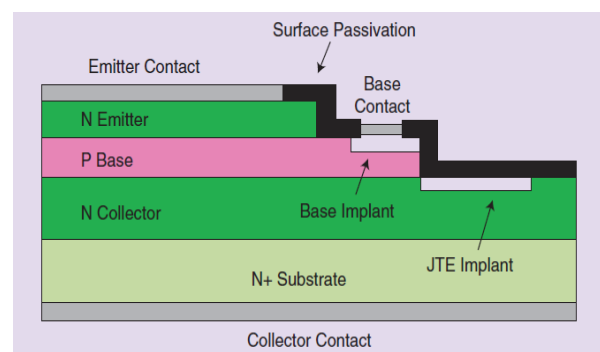 Surface Passivation
Emitter Contact
Base
Contact
N Emitter
P Base
Base Implant
N Collector
JTE Implant
N+ Substrate
Collector Contact